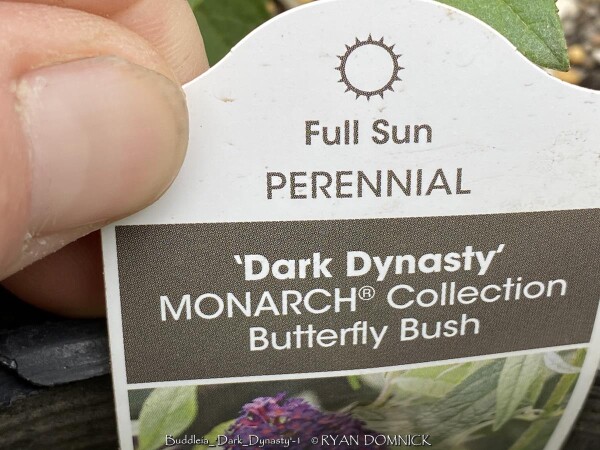 Full Sun
PERENNIAL
‘Dark Dynasty’
MONARCH® Collection
Butterfly Bush
Buddleia_Dark_Dynasty'-1 © RYAN DOMNICK